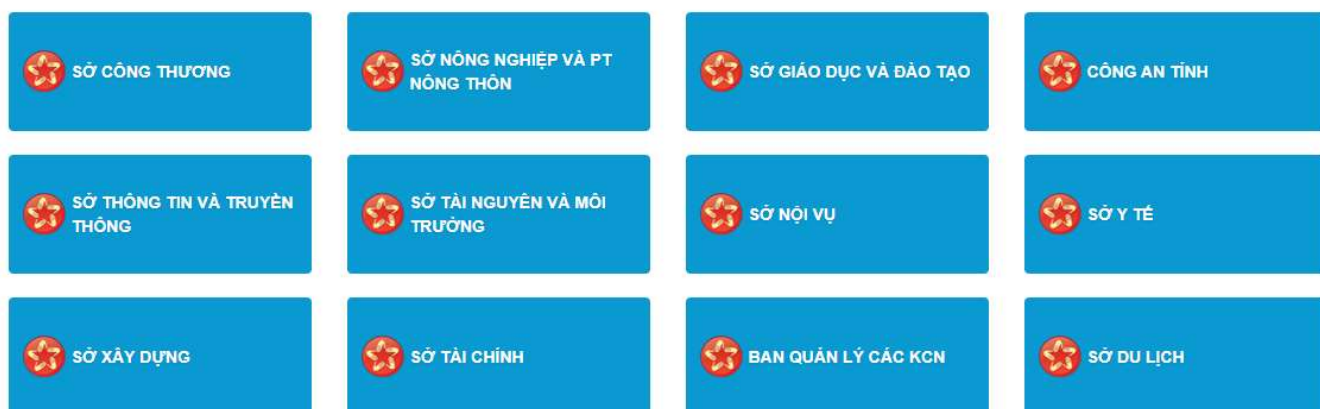 SỞ CÔNG THƯƠNG
SỞ NÔNG NGHIỆP VÀ PT
NÔNG THÔN
SỞ GIÁO DỤC VÀ ĐÀO TẠO
CÔNG AN TỈNH
SỞ THÔNG TIN VÀ TRUYỀN
THÔNG
SỞ TÀI NGUYÊN VÀ MÔI
TRƯỜNG
SỞ NỘI VỤ
SỞ Y TẾ
SỞ XÂY DỰNG
SỞ TÀI CHÍNH
BAN QUẢN LÝ CÁC KCN
SỞ DU LỊCH